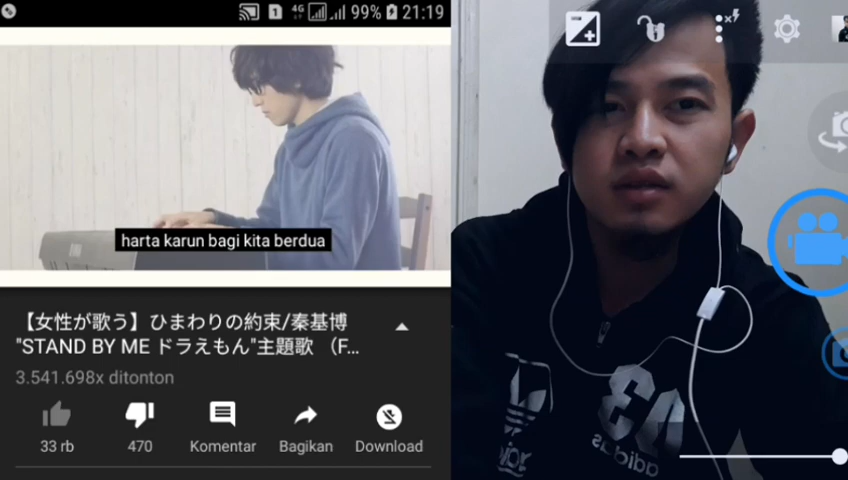 4G 99% 21:19
harta karun bagi kita berdua
【女性が歌う】ひまわりの約束/秦基博
"STAND BY ME ドラえもん"主題歌 （F...
3.541.698x ditonton
33 rb 470 Komentar Bagikan Download
03
adidas